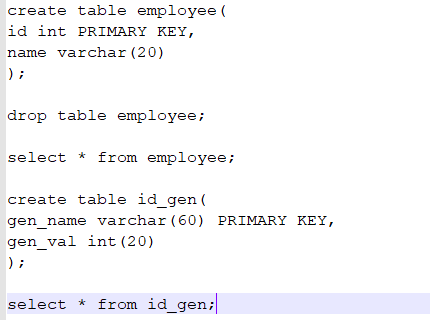 create table employee(
id int PRIMARY KEY,
name varchar(20)
);
drop table employee;
select * from employee;
create table id_gen(
gen_name varchar(60) PRIMARY KEY,
gen_val int(20)
);
select * from id_gen;